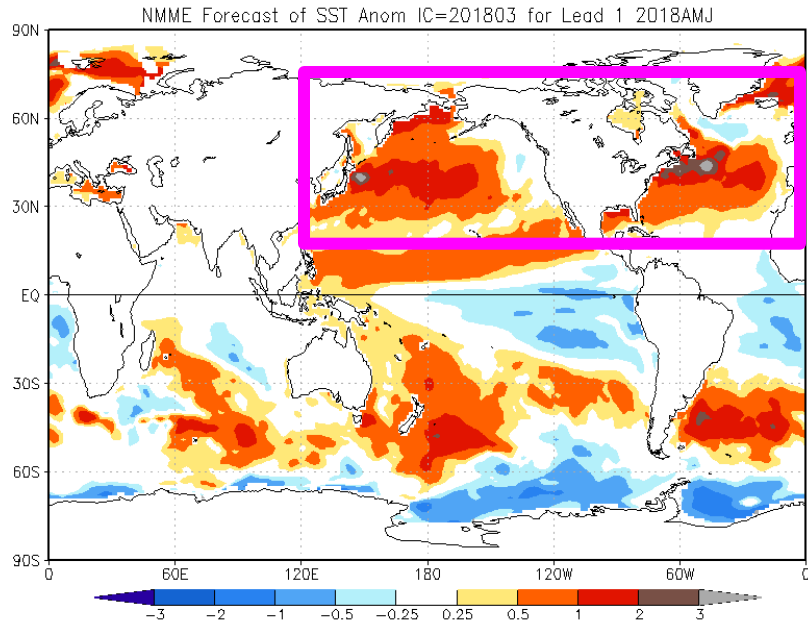 NMME Forecast of SST Anom IC=201803 for Lead 1 2018AMJ
90N
60N
30N
EQ
30S
60S
90S
0 60E 120E 180 120W 60W 0
-3 -2 -1 -0.5 -0.25 0.25 0.5 1 2 3